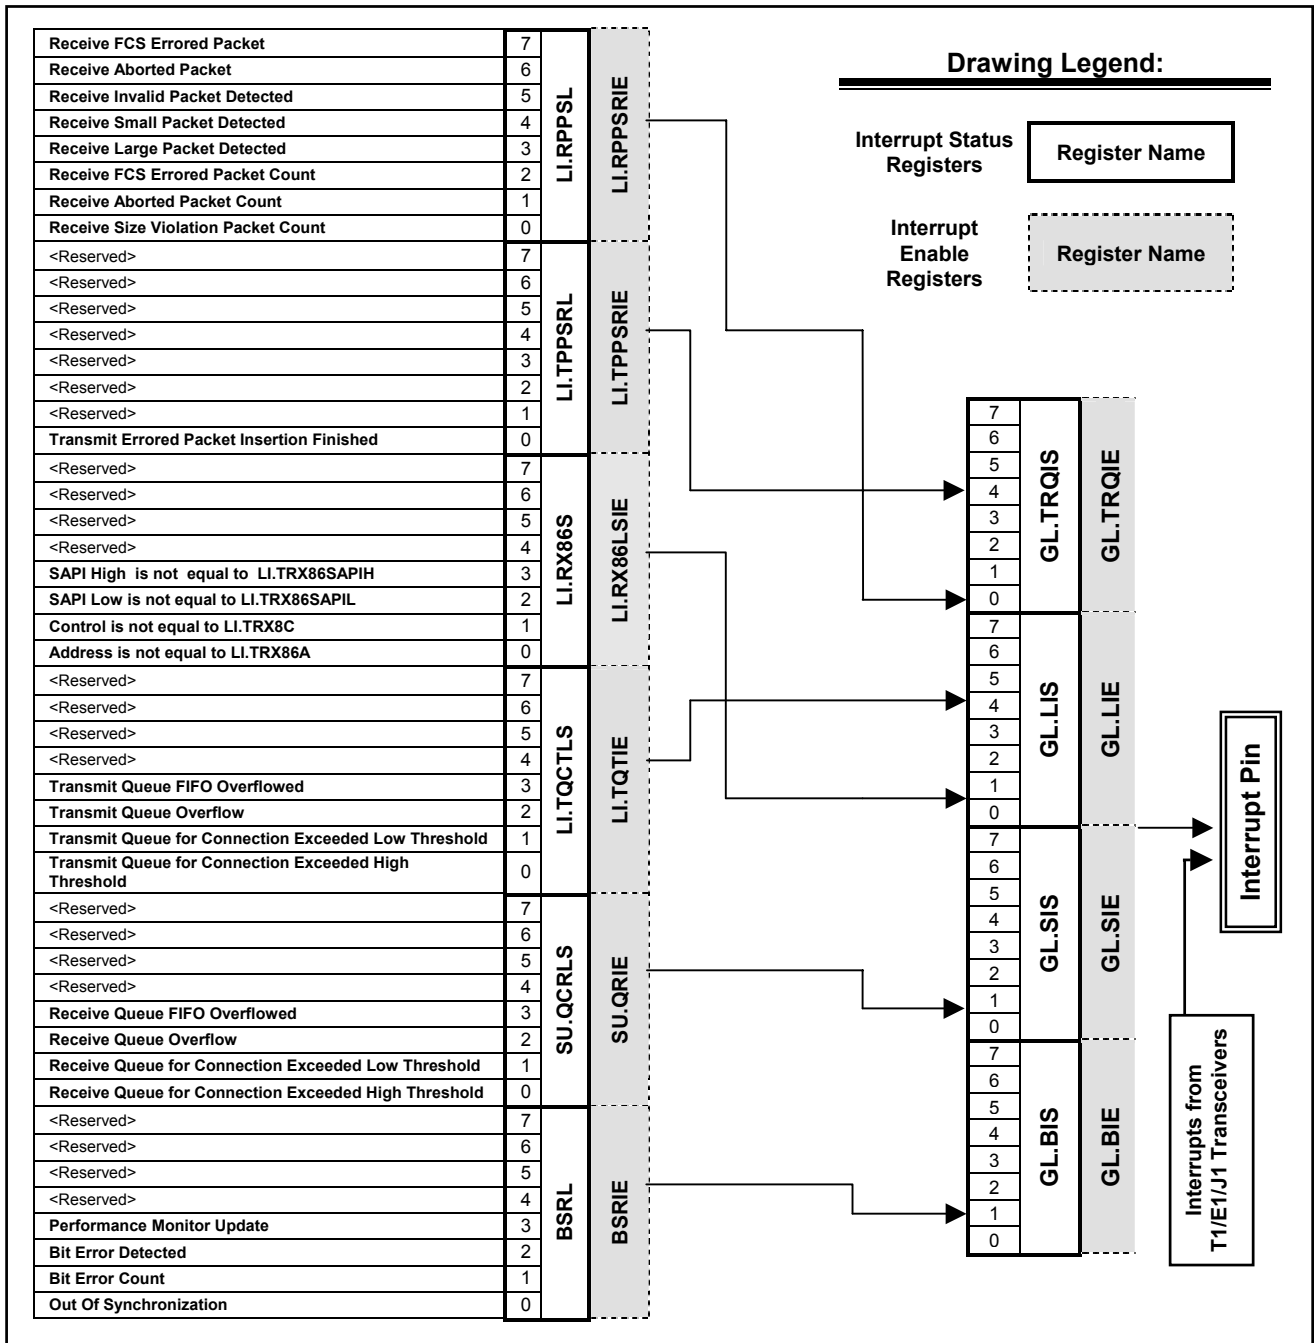 Receive FCS Errored Packet 7
Receive Aborted Packet 6
Receive Invalid Packet Detected 5
Receive Small Packet Detected 4
Receive Large Packet Detected 3
Receive FCS Errored Packet Count 2
Receive Aborted Packet Count 1
Receive Size Violation Packet Count 0
LI.RPPSL
LI.RPPSRIE
<Reserved> 7
<Reserved> 6
<Reserved> 5
<Reserved> 4
<Reserved> 3
<Reserved> 2
<Reserved> 1
Transmit Errored Packet Insertion Finished 0
LI.TPPSRL
LI.TPPSRIE
<Reserved> 7
<Reserved> 6
<Reserved> 5
<Reserved> 4
SAPI High is not equal to LI.TRX86SAPIH 3
SAPI Low is not equal to LI.TRX86SAPIL 2
Control is not equal to LI.TRX8C 1
Address is not equal to LI.TRX86A 0
LI.RX86S
LI.RX86LSIE
<Reserved> 7
<Reserved> 6
<Reserved> 5
<Reserved> 4
Transmit Queue FIFO Overflowed 3
Transmit Queue Overflow 2
Transmit Queue for Connection Exceeded Low Threshold 1
Transmit Queue for Connection Exceeded High
Threshold 0
LI.TQCTLS
LI.TQTIE
<Reserved> 7
<Reserved> 6
<Reserved> 5
<Reserved> 4
Receive Queue FIFO Overflowed 3
Receive Queue Overflow 2
Receive Queue for Connection Exceeded Low Threshold 1
Receive Queue for Connection Exceeded High Threshold 0
SU.QCRLS
SU.QRIE
<Reserved> 7
<Reserved> 6
<Reserved> 5
<Reserved> 4
Performance Monitor Update 3
Bit Error Detected 2
Bit Error Count 1
Out Of Synchronization 0
BSRL
BSRIE
Drawing Legend:
Interrupt Status
Registers
Register Name
Interrupt
Enable
Registers
Register Name
7
6
5
4
3
2
1
0
GL.TRQIS
GL.TRQIE
7
6
5
4
3
2
1
0
GL.LIS
GL.LIE
7
6
5
4
3
2
1
0
GL.SIS
GL.SIE
7
6
5
4
3
2
1
0
GL.BIS
GL.BIE
Interrupt Pin
Interrupts from
T1/E1/J1 Transceivers